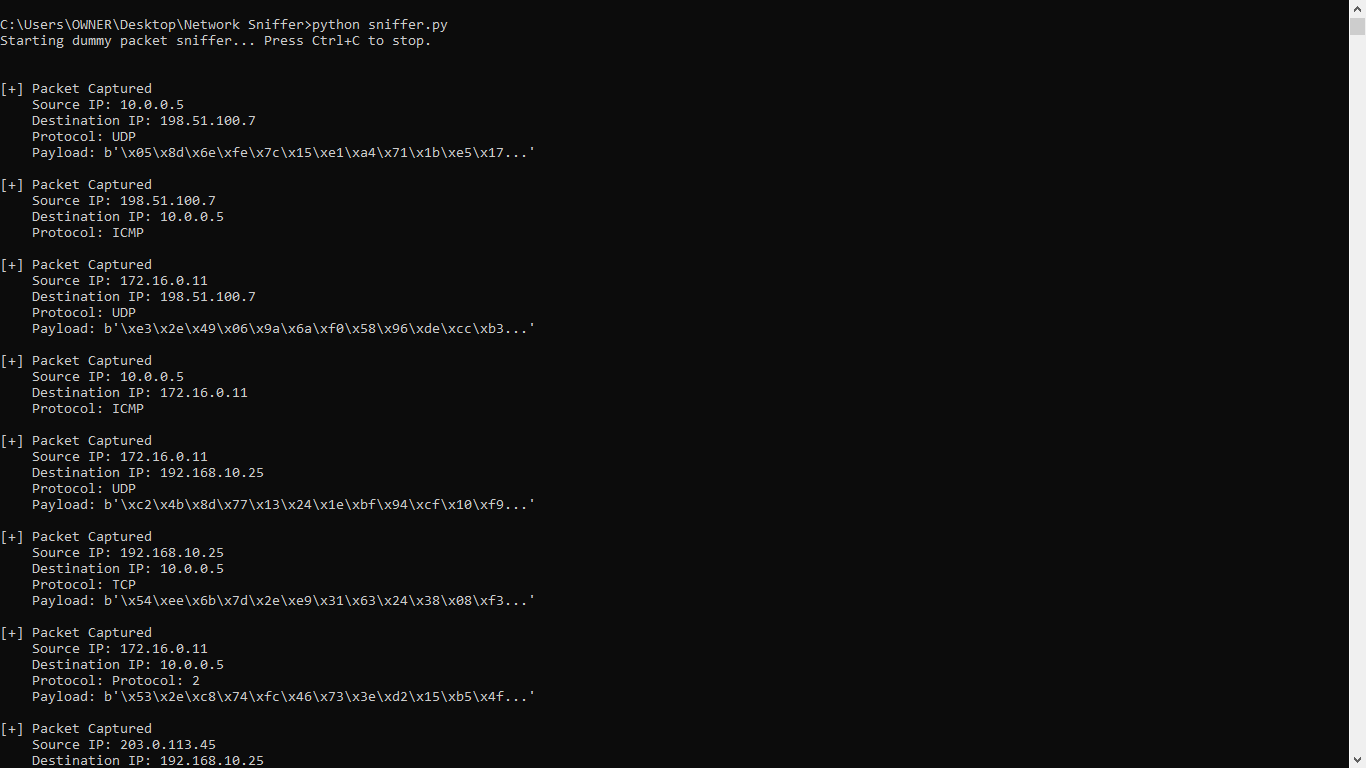 C:\Users\OWNER\Desktop\Network Sniffer>python sniffer.py
Starting dummy packet sniffer... Press Ctrl+C to stop.
[+] Packet Captured
Source IP: 10.0.0.5
Destination IP: 198.51.100.7
Protocol: UDP
Payload: b'\x05\x8d\x6e\xfe\x7c\x15\xe1\xa4\x71\x1b\xe5\x17...'
[+] Packet Captured
Source IP: 198.51.100.7
Destination IP: 10.0.0.5
Protocol: ICMP
[+] Packet Captured
Source IP: 172.16.0.11
Destination IP: 198.51.100.7
Protocol: UDP
Payload: b'\xe3\x2e\x49\x06\x9a\x6a\xf0\x58\x96\xde\xcc\xb3...'
[+] Packet Captured
Source IP: 10.0.0.5
Destination IP: 172.16.0.11
Protocol: ICMP
[+] Packet Captured
Source IP: 172.16.0.11
Destination IP: 192.168.10.25
Protocol: UDP
Payload: b'\xc2\x4b\x8d\x77\x13\x24\x1e\xbf\x94\xcf\x10\xf9...'
[+] Packet Captured
Source IP: 192.168.10.25
Destination IP: 10.0.0.5
Protocol: TCP
Payload: b'\x54\xee\x6b\x7d\x2e\xe9\x31\x63\x24\x38\x08\xf3...'
[+] Packet Captured
Source IP: 172.16.0.11
Destination IP: 10.0.0.5
Protocol: Protocol: 2
Payload: b'\x53\x2e\xc8\x74\xfc\x46\x73\x3e\xd2\x15\xb5\x4f...'
[+] Packet Captured
Source IP: 203.0.113.45
Destination IP: 192.168.10.25